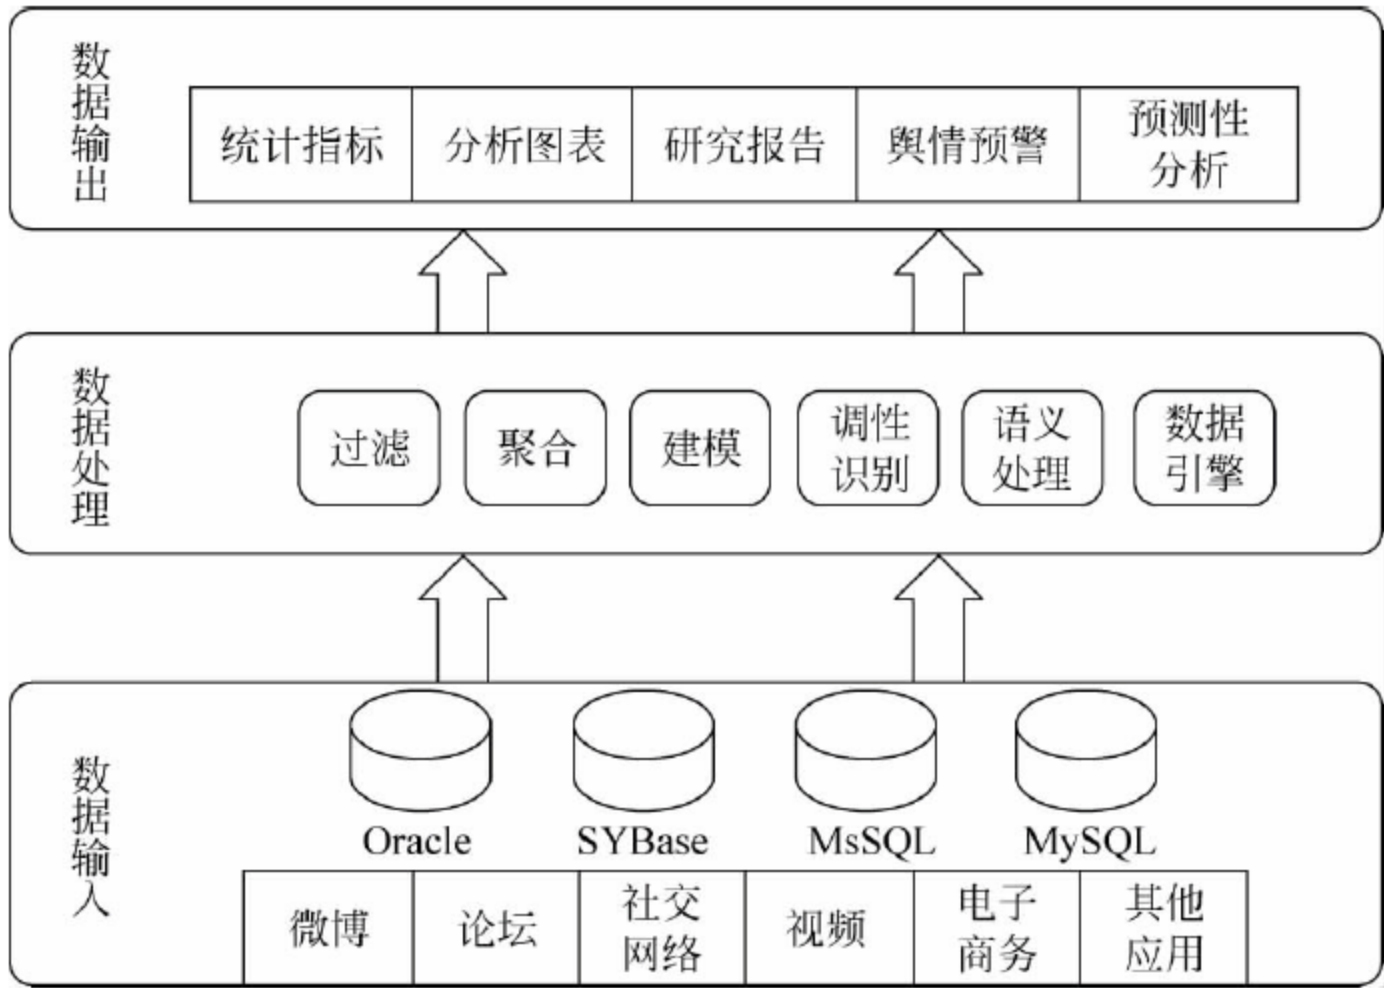 数据输出
统计指标
分析图表
研究报告
舆情预警
预测性
分析
数据处理
过滤
聚合
建模
调性
识别
语义
处理
数据
引擎
数据输入
Oracle
SYBase
MsSQL
MySQL
微博
论坛
社交
网络
视频
电子
商务
其他
应用